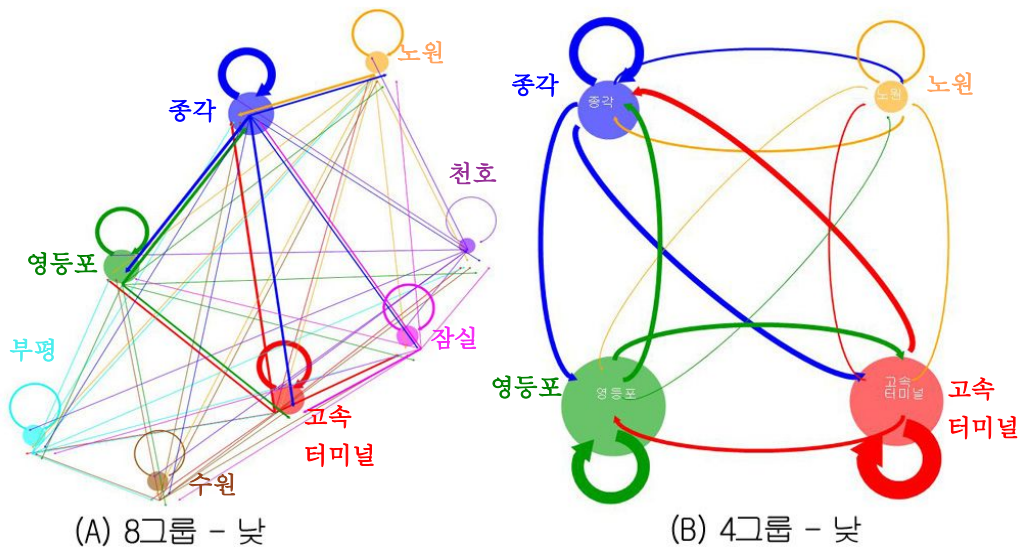 노원
종각
천호
영등포
잠실
부평
고속
터미널
수원
(A) 8그룹 - 낮
종각
종각
노원
노원
영등포
영등포
고속
터미널
고속
터미널
(B) 4그룹 - 낮